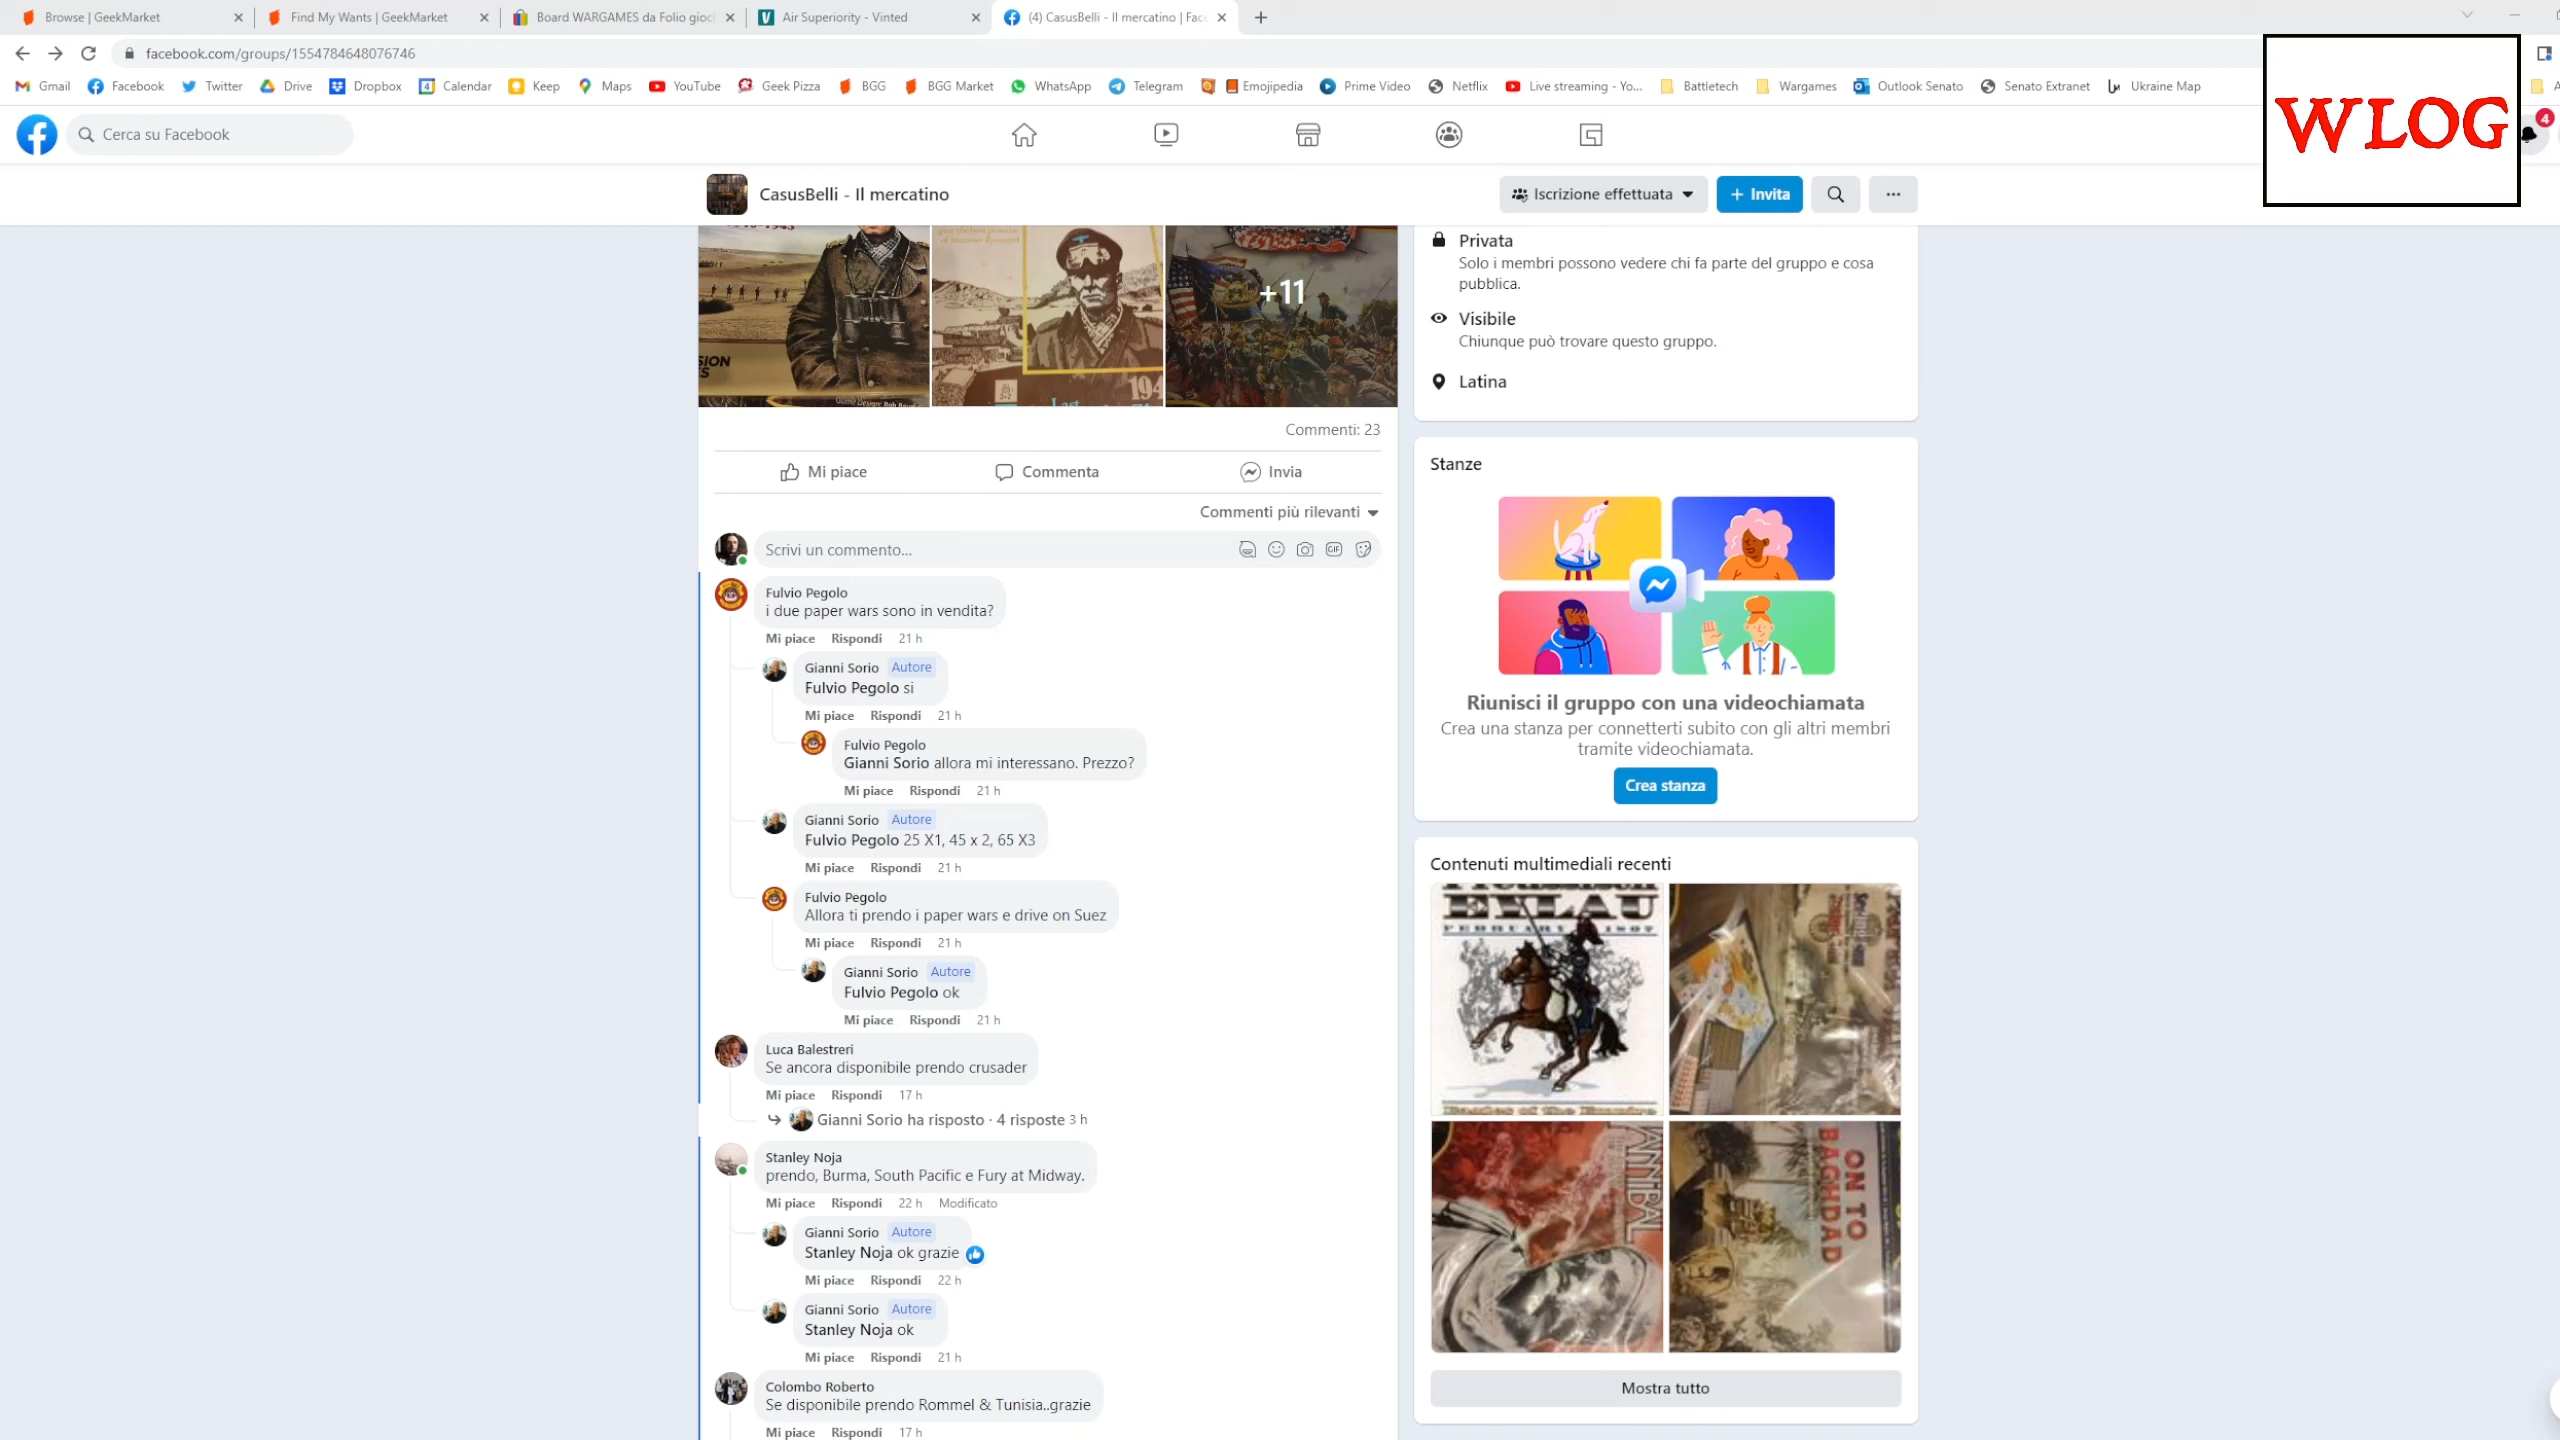 Browse | GeekMarket
Find My Wants | GeekMarket
Board WARGAMES da Folio gioc
Air Superiority - Vinted
(4) CasusBelli - Il mercatino | Fac
facebook.com/groups/1554784648076746
Gmail
Facebook
Twitter
Drive
Dropbox
Calendar
Keep
Maps
YouTube
Geek Pizza
BGG
BGG Market
WhatsApp
Telegram
Emojipedia
Prime Video
Netflix
Live streaming - Yo...
Battletech
Wargames
Outlook Senato
Senato Extranet
Ukraine Map
WLOG
4
Cerca su Facebook
CasusBelli - Il mercatino
Iscrizione effettuata
+ Invita
+11
194
Last
Commenti: 23
Mi piace
Commenta
Invia
Commenti più rilevanti
Scrivi un commento...
GIF
Fulvio Pegolo
i due paper wars sono in vendita?
Mi piace Rispondi 21 h
Gianni Sorio Autore
Fulvio Pegolo si
Mi piace Rispondi 21 h
Fulvio Pegolo
Gianni Sorio allora mi interessano. Prezzo?
Mi piace Rispondi 21 h
Gianni Sorio Autore
Fulvio Pegolo 25 X1, 45 x 2, 65 X3
Mi piace Rispondi 21 h
Fulvio Pegolo
Allora ti prendo i paper wars e drive on Suez
Mi piace Rispondi 21 h
Gianni Sorio Autore
Fulvio Pegolo ok
Mi piace Rispondi 21 h
Luca Balestreri
Se ancora disponibile prendo crusader
Mi piace Rispondi 17 h
Gianni Sorio ha risposto · 4 risposte 3 h
Stanley Noja
prendo, Burma, South Pacific e Fury at Midway.
Mi piace Rispondi 22 h Modificato
Gianni Sorio Autore
Stanley Noja ok grazie
Mi piace Rispondi 22 h
Gianni Sorio Autore
Stanley Noja ok
Mi piace Rispondi 21 h
Colombo Roberto
Se disponibile prendo Rommel & Tunisia..grazie
Mi piace Rispondi 17 h
Privata
Solo i membri possono vedere chi fa parte del gruppo e cosa
pubblica.
Visibile
Chiunque può trovare questo gruppo.
Latina
Stanze
Riunisci il gruppo con una videochiamata
Crea una stanza per connetterti subito con gli altri membri
tramite videochiamata.
Crea stanza
Contenuti multimediali recenti
EYLAU
FEBRUARY 1807
ON TO
BAGHDAD
Mostra tutto